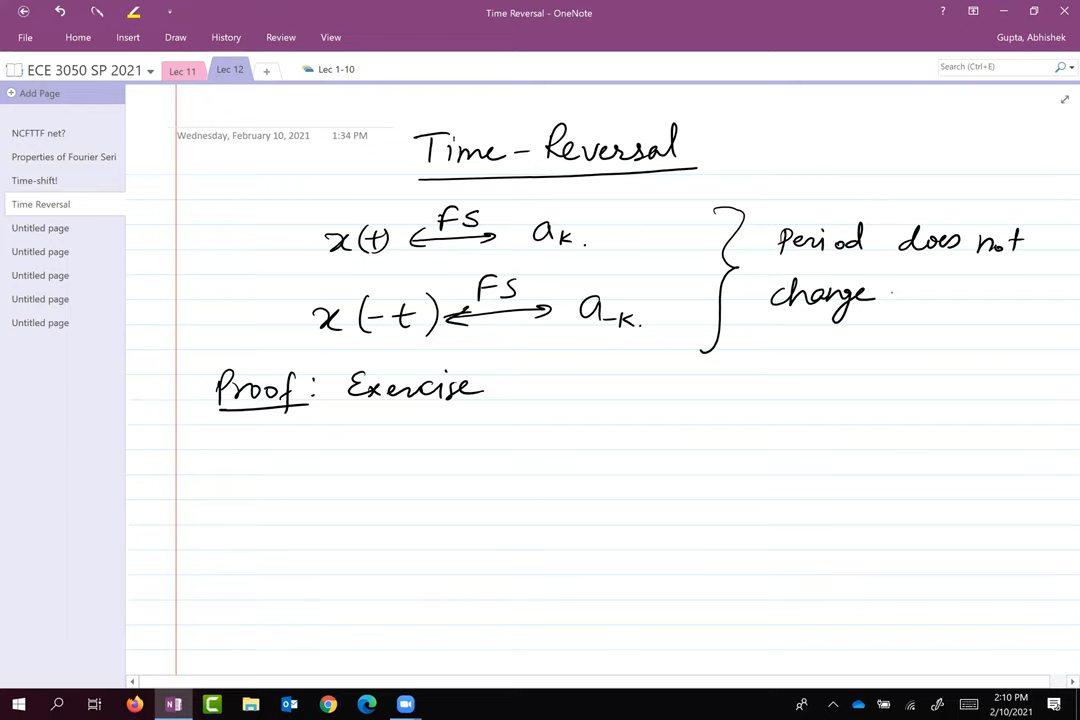 Time Reversal - OneNote
?
File Home Insert Draw History Review View
Gupta, Abhishek
ECE 3050 SP 2021
Lec 11
Lec 12
+
Lec 1-10
Search (Ctrl+E)
Add Page
NCFTTF net?
Properties of Fourier Seri
Time-shift!
Time Reversal
Untitled page
Untitled page
Untitled page
Untitled page
Untitled page
Wednesday, February 10, 2021 1:34 PM
Time-Reversal
x(t) FS aₖ.
x(-t) FS a₋ₖ.
Period does not
change.
Proof: Exercise
2:10 PM
2/10/2021